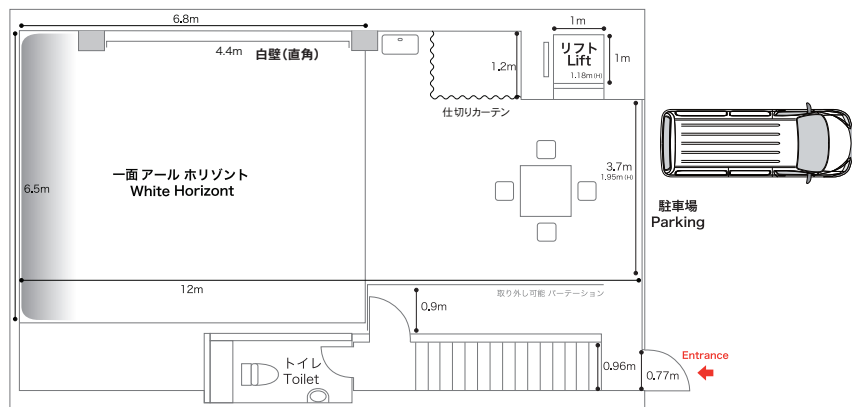 6.8m
4.4m
白壁(直角)
1m
リフト
Lift
1.18m(H)
1m
1.2m
仕切りカーテン
一面 アール ホリゾント
White Horizont
6.5m
3.7m
1.95m(H)
駐車場
Parking
12m
取り外し可能 パーテーション
0.9m
トイレ
Toilet
0.96m
0.77m
Entrance